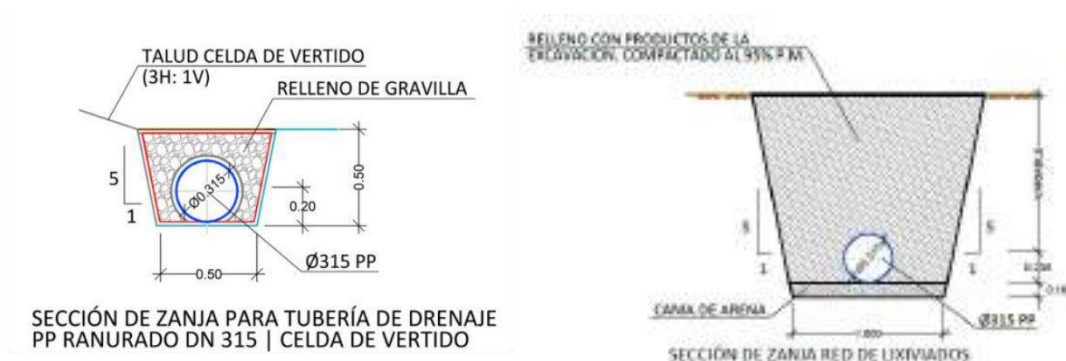 TALUD CELDA DE VERTIDO
(3H: 1V)
RELLENO DE GRAVILLA
5
1
Ø0.315
0.20
0.50
0.50
Ø315 PP
SECCIÓN DE ZANJA PARA TUBERÍA DE DRENAJE
PP RANURADO DN 315 | CELDA DE VERTIDO
RELLENO CON PRODUCTOS DE LA
EXCAVACIÓN, COMPACTADO AL 95% P.M.
VARIABLE
5
1
5
1
CAMA DE ARENA
Ø315 PP
SECCIÓN DE ZANJA RED DE LIXIVIADOS